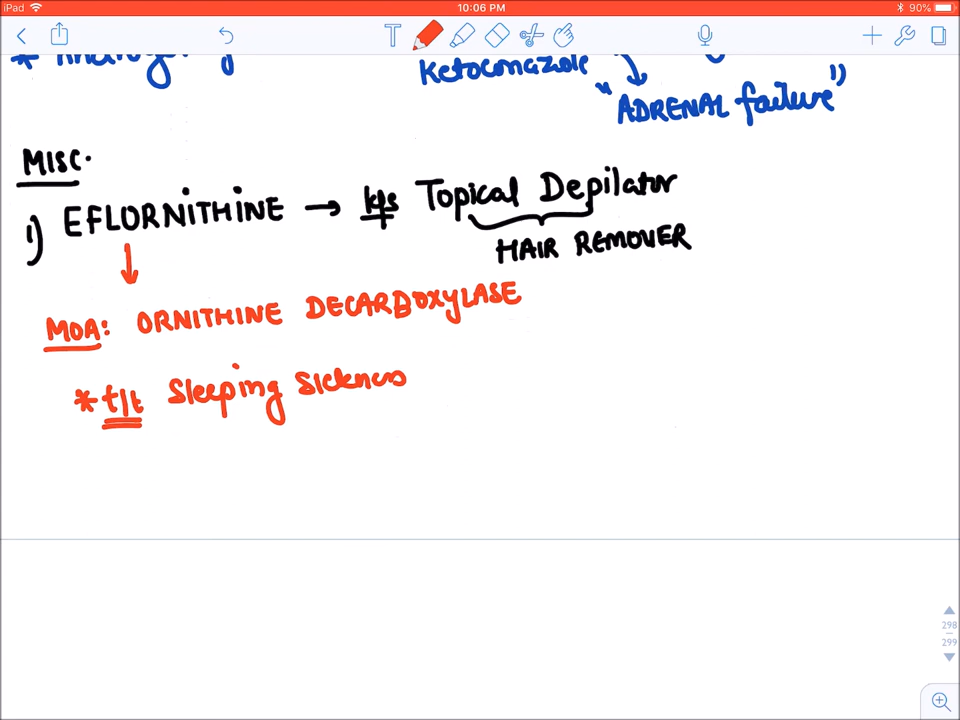 iPad 10:06 PM 90%
T
Ketoconazole
"ADRENAL failure"
MISC.
1) EFLORNITHINE → k/s Topical Depilator
HAIR REMOVER
MOA: ORNITHINE DECARBOXYLASE
* t/t Sleeping Sickness
298
299